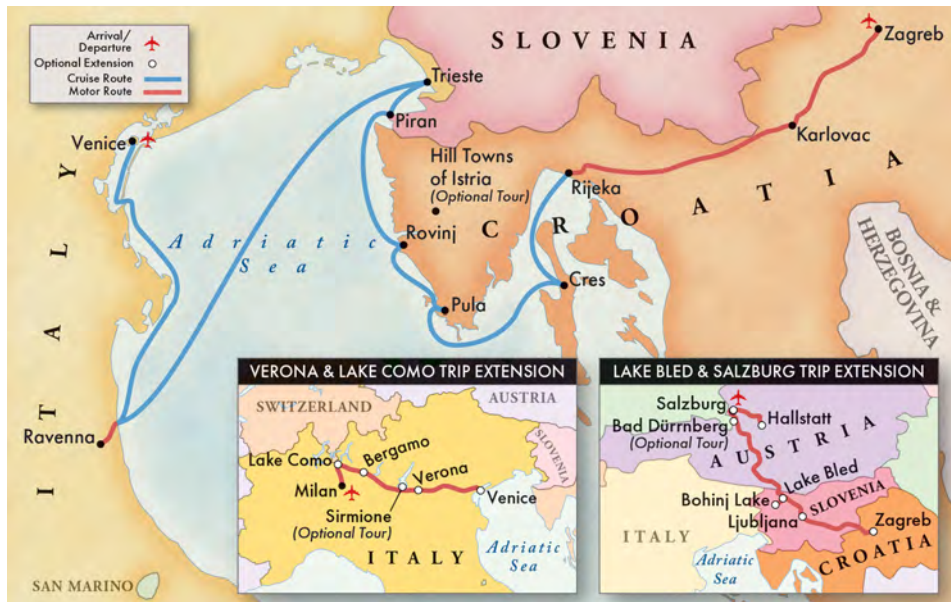 Arrival/
Departure
Optional Extension
Cruise Route
Motor Route
SLOVENIA
Zagreb
Trieste
Piran
Karlovac
Venice
Hill Towns
of Istria
(Optional Tour)
Rijeka
CROATIA
ITALY
Adriatic
Sea
Rovinj
BOSNIA &
HERZEGOVINA
Cres
Pula
Ravenna
SAN MARINO
VERONA & LAKE COMO TRIP EXTENSION
SWITZERLAND
AUSTRIA
SLOVENIA
Lake Como
Bergamo
Verona
Milan
Venice
Sirmione
(Optional Tour)
ITALY
Adriatic
Sea
LAKE BLED & SALZBURG TRIP EXTENSION
Salzburg
Hallstatt
Bad Dürrnberg
(Optional Tour)
AUSTRIA
Lake Bled
Bohinj Lake
SLOVENIA
Ljubljana
Zagreb
ITALY
CROATIA
Adriatic
Sea